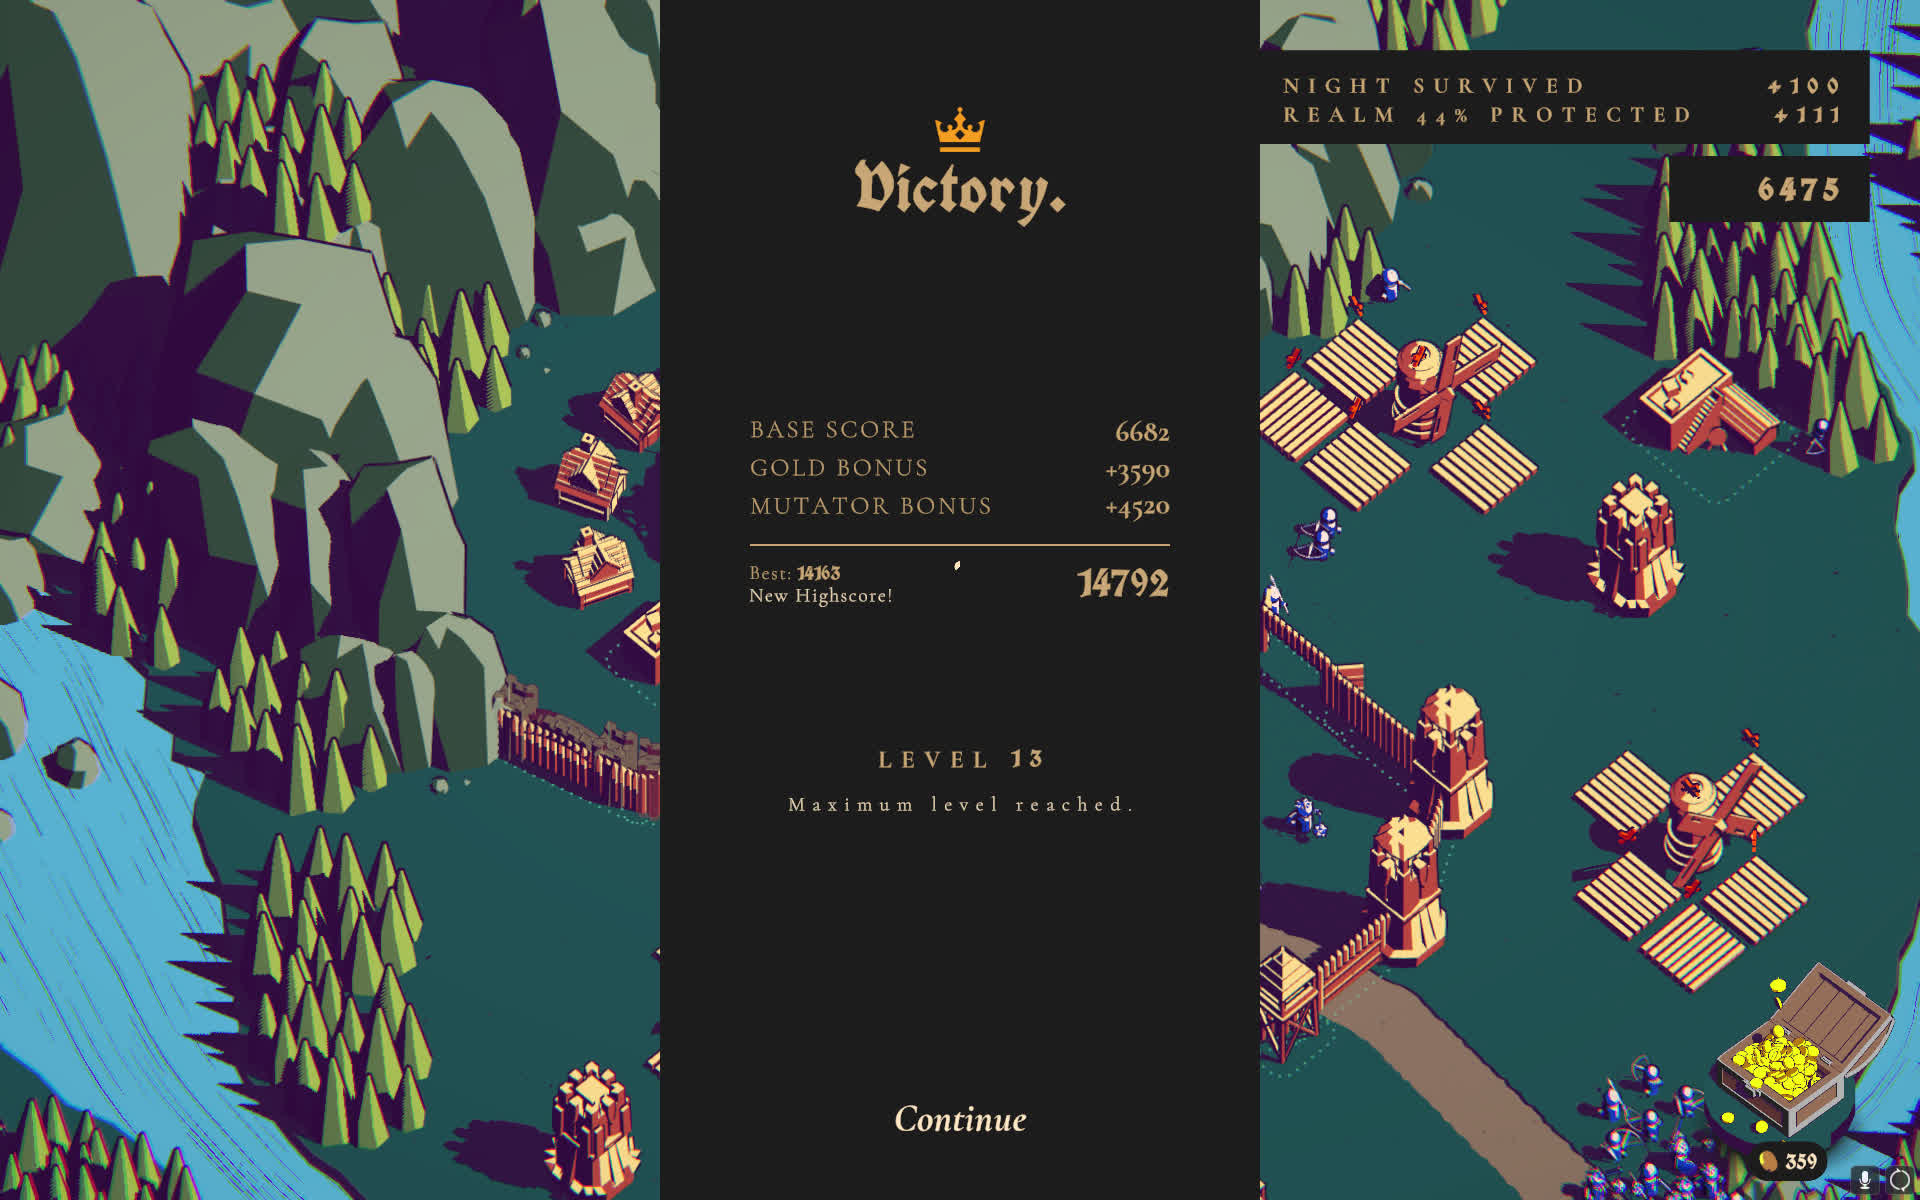 NIGHT SURVIVED +100
REALM 44% PROTECTED +111
6475
Victory.
BASE SCORE 6682
GOLD BONUS +3590
MUTATOR BONUS +4520
Best: 14163
New Highscore!
14792
LEVEL 13
Maximum level reached.
Continue
359